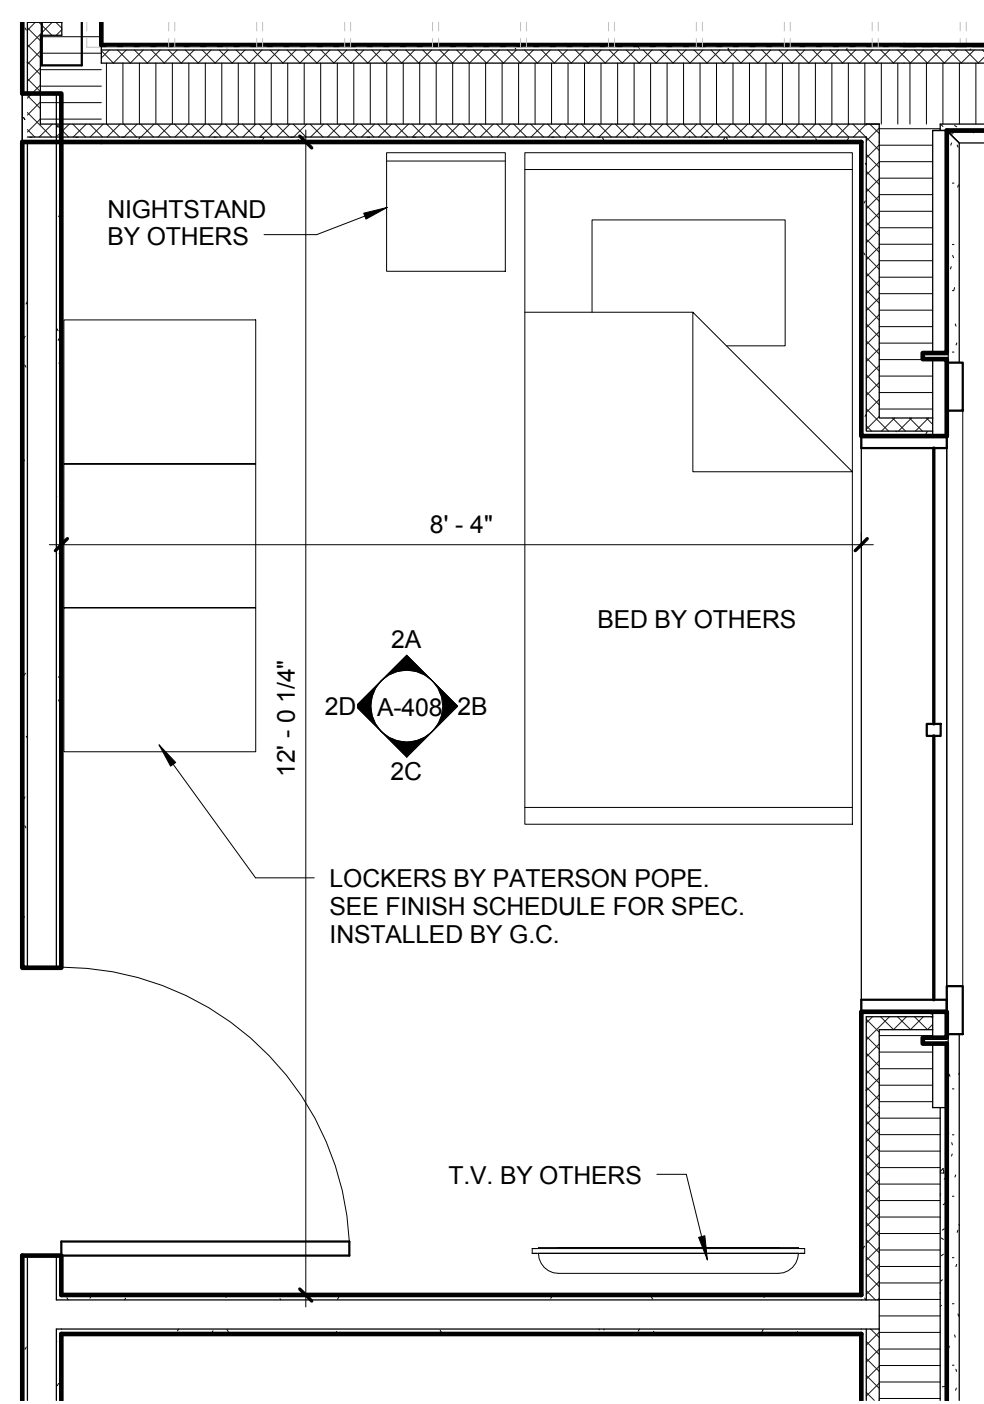 NIGHTSTAND
BY OTHERS
8' - 4"
BED BY OTHERS
2A
12' - 0 1/4"
2D
A-408
2B
2C
LOCKERS BY PATERSON POPE.
SEE FINISH SCHEDULE FOR SPEC.
INSTALLED BY G.C.
T.V. BY OTHERS